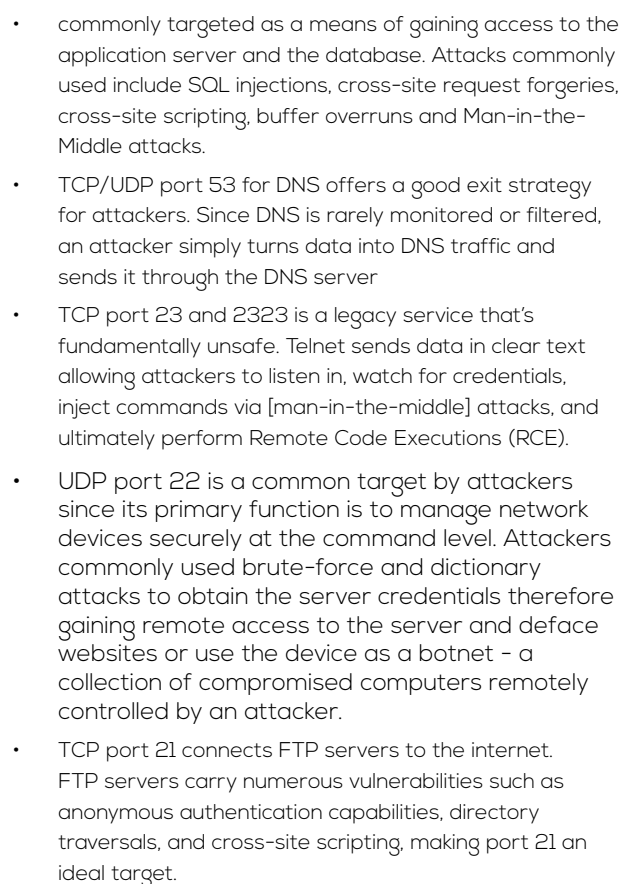 • commonly targeted as a means of gaining access to the
application server and the database. Attacks commonly
used include SQL injections, cross-site request forgeries,
cross-site scripting, buffer overruns and Man-in-the-
Middle attacks.
• TCP/UDP port 53 for DNS offers a good exit strategy
for attackers. Since DNS is rarely monitored or filtered,
an attacker simply turns data into DNS traffic and
sends it through the DNS server
• TCP port 23 and 2323 is a legacy service that's
fundamentally unsafe. Telnet sends data in clear text
allowing attackers to listen in, watch for credentials,
inject commands via [man-in-the-middle] attacks, and
ultimately perform Remote Code Executions (RCE).
• UDP port 22 is a common target by attackers
since its primary function is to manage network
devices securely at the command level. Attackers
commonly used brute-force and dictionary
attacks to obtain the server credentials therefore
gaining remote access to the server and deface
websites or use the device as a botnet - a
collection of compromised computers remotely
controlled by an attacker.
• TCP port 21 connects FTP servers to the internet.
FTP servers carry numerous vulnerabilities such as
anonymous authentication capabilities, directory
traversals, and cross-site scripting, making port 21 an
ideal target.